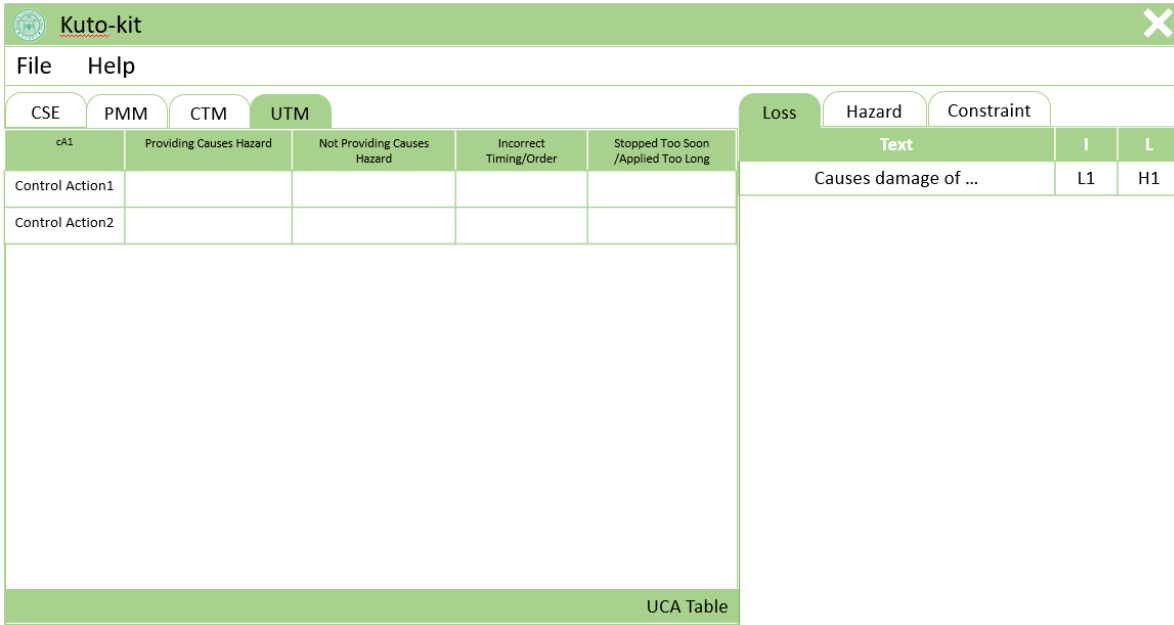 Kuto-kit
File Help
CSE PMM CTM UTM
Loss Hazard Constraint
cA1 Providing Causes Hazard Not Providing Causes Hazard Incorrect Timing/Order Stopped Too Soon /Applied Too Long
Text I L
Control Action1
Causes damage of ... L1 H1
Control Action2
UCA Table